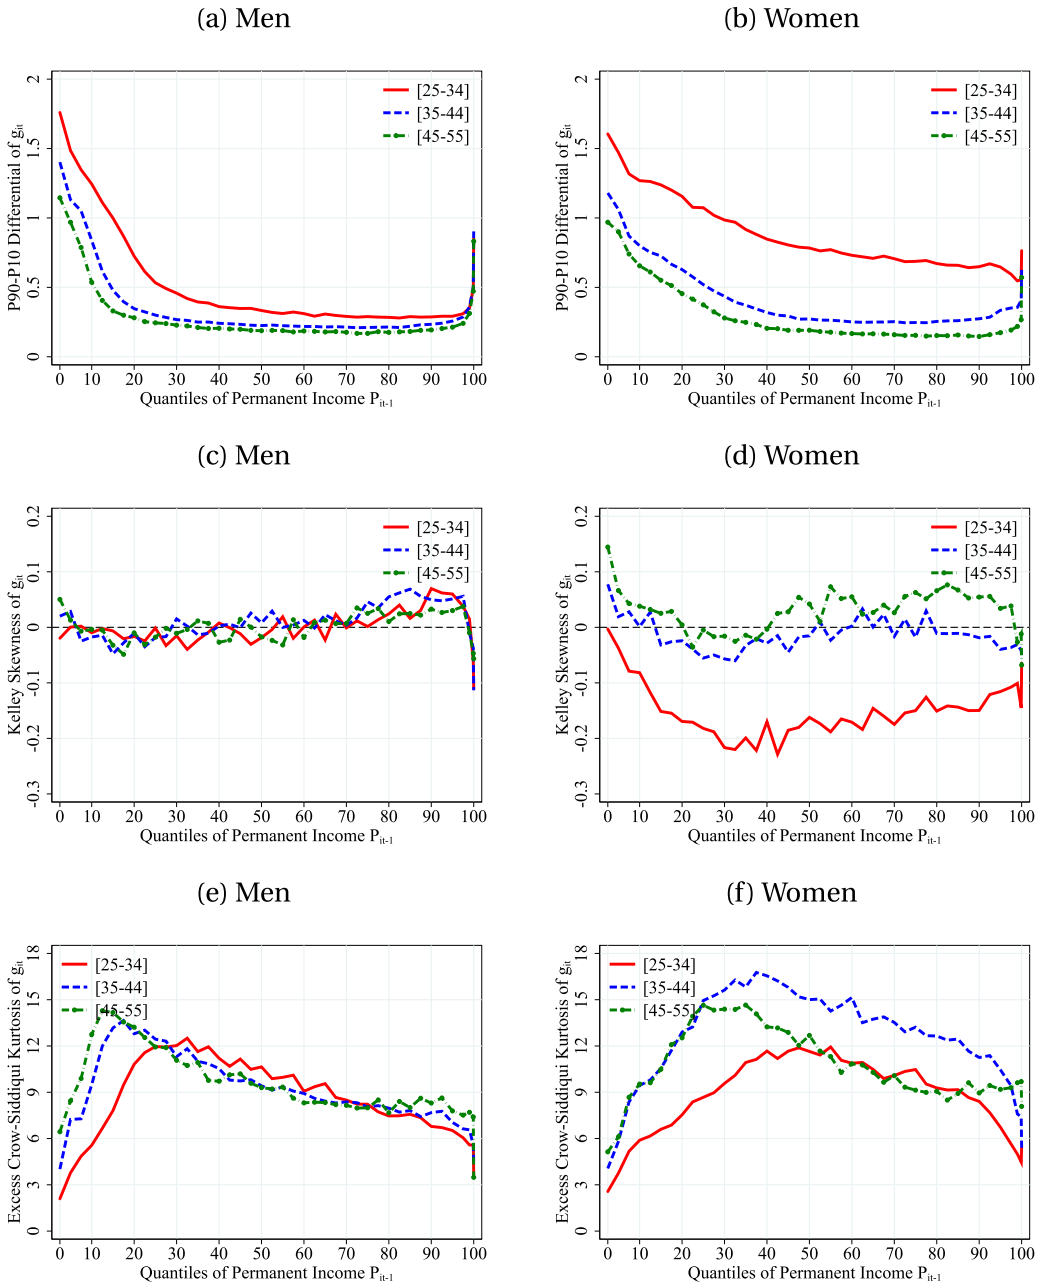 (a) Men
(b) Women
P90-P10 Differential of g_it
2
1.5
1
0.5
0
[25-34]
[35-44]
[45-55]
0 10 20 30 40 50 60 70 80 90 100
Quantiles of Permanent Income P_it-1
P90-P10 Differential of g_it
2
1.5
1
0.5
0
[25-34]
[35-44]
[45-55]
0 10 20 30 40 50 60 70 80 90 100
Quantiles of Permanent Income P_it-1
(c) Men
(d) Women
Kelley Skewness of g_it
0.2
0.1
0
-0.1
-0.2
-0.3
[25-34]
[35-44]
[45-55]
0 10 20 30 40 50 60 70 80 90 100
Quantiles of Permanent Income P_it-1
Kelley Skewness of g_it
0.2
0.1
0
-0.1
-0.2
-0.3
[25-34]
[35-44]
[45-55]
0 10 20 30 40 50 60 70 80 90 100
Quantiles of Permanent Income P_it-1
(e) Men
(f) Women
Excess Crow-Siddiqui Kurtosis of g_it
18
15
12
9
6
3
0
[25-34]
[35-44]
[45-55]
0 10 20 30 40 50 60 70 80 90 100
Quantiles of Permanent Income P_it-1
Excess Crow-Siddiqui Kurtosis of g_it
18
15
12
9
6
3
0
[25-34]
[35-44]
[45-55]
0 10 20 30 40 50 60 70 80 90 100
Quantiles of Permanent Income P_it-1